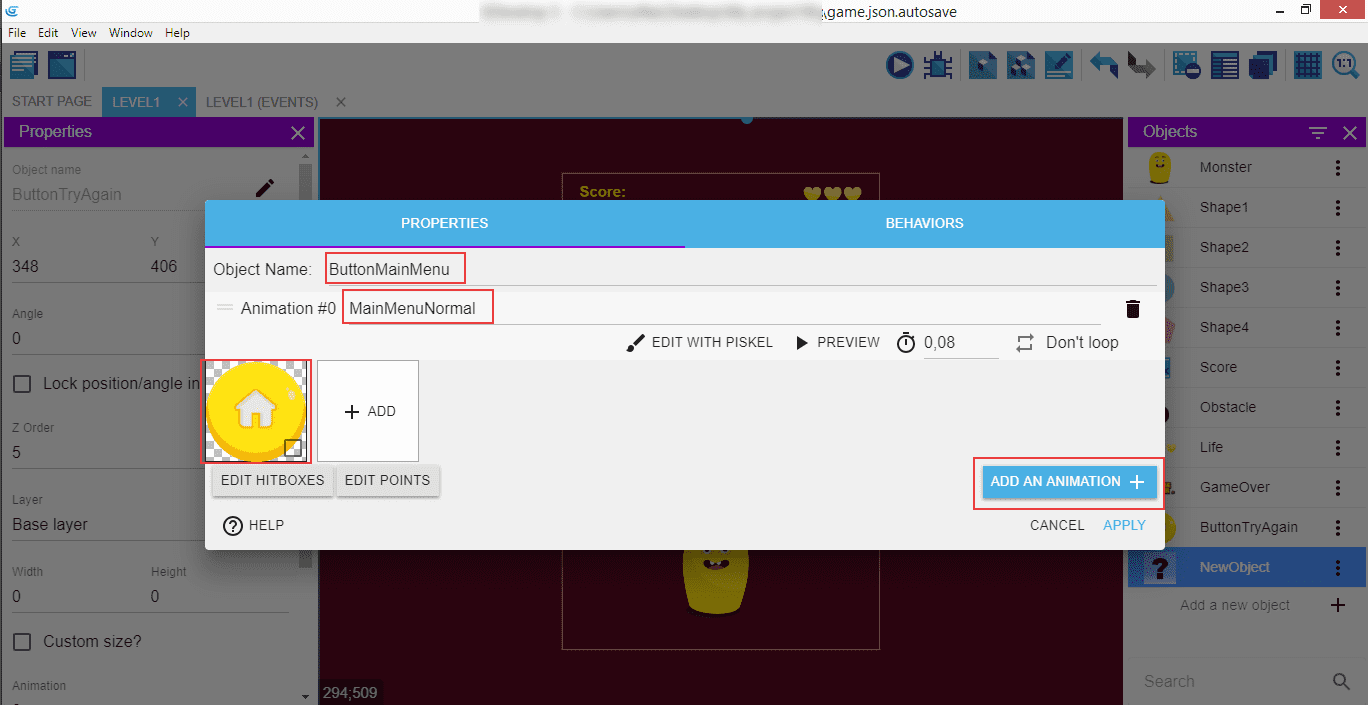 \game.json.autosave
File Edit View Window Help
1:1
START PAGE LEVEL1 LEVEL1 (EVENTS)
Properties
Object name
ButtonTryAgain
X Y
348 406
Angle
0
Lock position/angle in
Z Order
5
Layer
Base layer
Width Height
0 0
Custom size?
Animation
Score:
294;509
PROPERTIES BEHAVIORS
Object Name: ButtonMainMenu
Animation #0 MainMenuNormal
EDIT WITH PISKEL PREVIEW 0,08 Don't loop
ADD
EDIT HITBOXES EDIT POINTS
ADD AN ANIMATION
HELP CANCEL APPLY
Objects
Monster
Shape1
Shape2
Shape3
Shape4
Score
Obstacle
Life
GameOver
ButtonTryAgain
? NewObject
Add a new object
Search